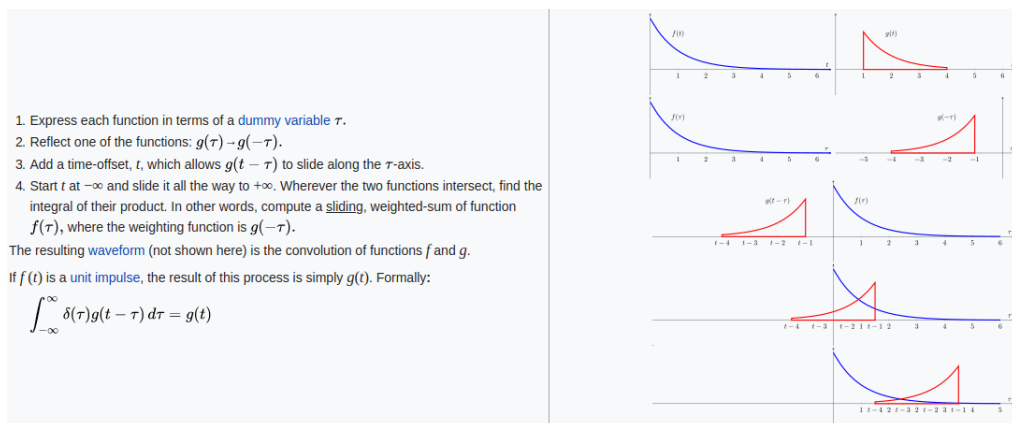 1. Express each function in terms of a dummy variable τ.
2. Reflect one of the functions: g(τ)→g(−τ).
3. Add a time-offset, t, which allows g(t − τ) to slide along the τ-axis.
4. Start t at −∞ and slide it all the way to +∞. Wherever the two functions intersect, find the
integral of their product. In other words, compute a sliding, weighted-sum of function
f(τ), where the weighting function is g(−τ).
The resulting waveform (not shown here) is the convolution of functions f and g.
If f (t) is a unit impulse, the result of this process is simply g(t). Formally:
∫_{−∞}^{∞} δ(τ)g(t − τ) dτ = g(t)
f(t) t
1 2 3 4 5 6
g(t)
1 2 3 4 5 6
f(τ) τ
1 2 3 4 5 6
g(−τ)
−5 −4 −3 −2 −1
g(t − τ) f(τ) τ
t−4 t−3 t−2 t−1 1 2 3 4 5 6
τ
t−4 t−3 t−2 1 t−1 2 3 4 5 6
τ
1 t−4 2 t−3 2 t−2 3 t−1 4 5